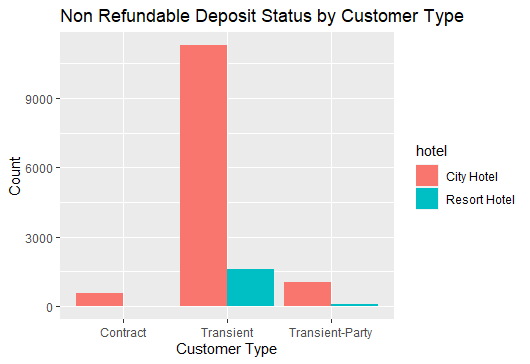 Non Refundable Deposit Status by Customer Type
Count
9000
6000
3000
0
Contract
Transient
Transient-Party
Customer Type
hotel
City Hotel
Resort Hotel